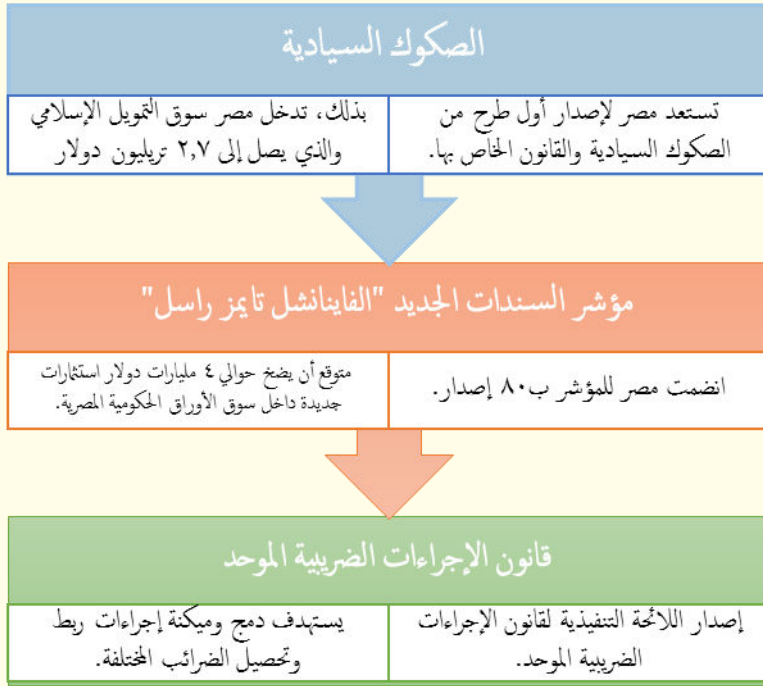 الصكوك السيادية
تستعد مصر لإصدار أول طرح من
الصكوك السيادية والقانون الخاص بها.
بذلك، تدخل مصر سوق التمويل الإسلامي
والذي يصل إلى ٢,٧ تريليون دولار
مؤشر السندات الجديد "الفاينانشل تايمز راسل"
انضمت مصر للمؤشر ب٨٠ إصدار.
متوقع أن يضخ حوالي ٤ مليارات دولار استثمارات
جديدة داخل سوق الأوراق الحكومية المصرية.
قانون الإجراءات الضريبية الموحد
إصدار اللائحة التنفيذية لقانون الإجراءات
الضريبية الموحد.
يستهدف دمج وميكنة إجراءات ربط
وتحصيل الضرائب المختلفة.